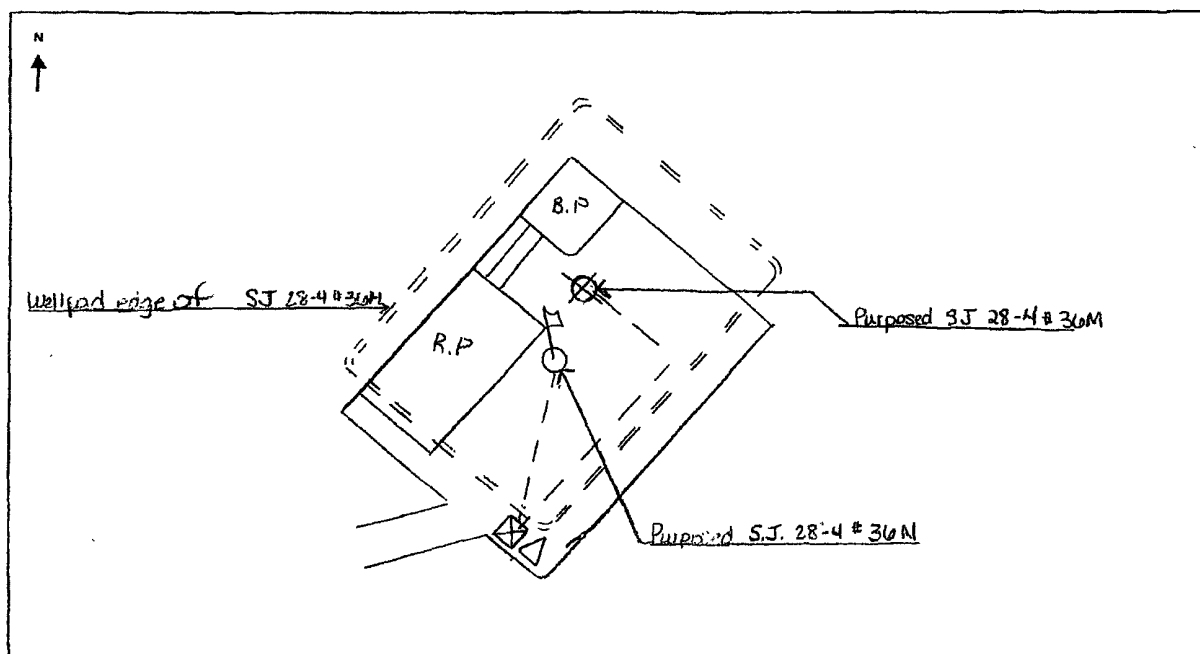 N
B.P
Wellpad edge of SJ 28-4 # 36M
Purposed SJ 28-4 # 36M
R.P
Purposed S.J. 28-4 # 36N